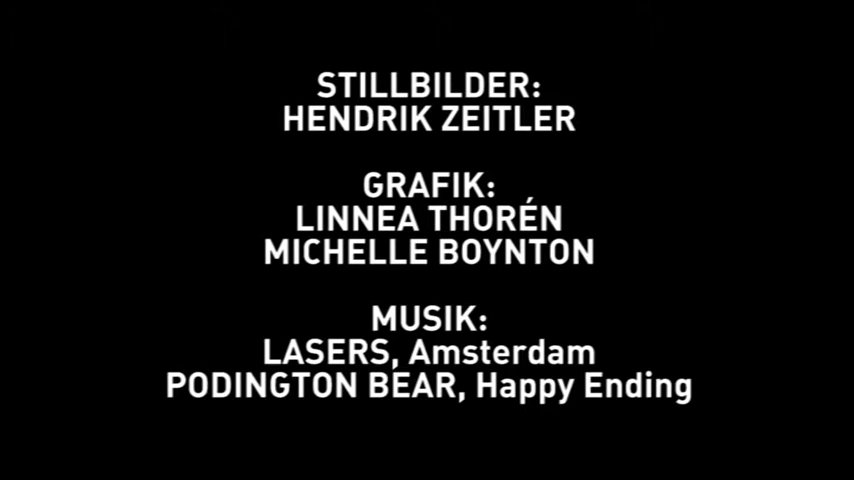 STILLBILDER:
HENDRIK ZEITLER
GRAFIK:
LINNEA THORÉN
MICHELLE BOYNTON
MUSIK:
LASERS, Amsterdam
PODINGTON BEAR, Happy Ending